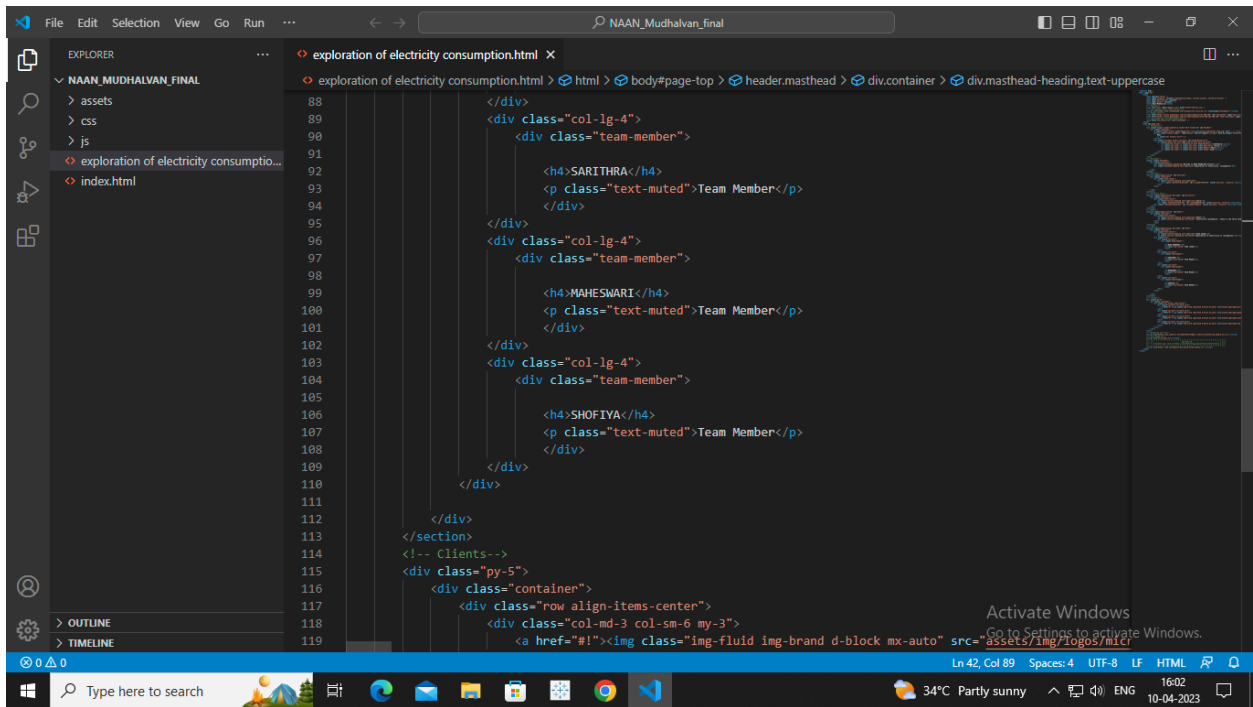 File Edit Selection View Go Run ··· NAAN_Mudhalvan_final
EXPLORER ···
NAAN_MUDHALVAN_FINAL
assets
css
js
exploration of electricity consumptio...
index.html
OUTLINE
TIMELINE
exploration of electricity consumption.html
exploration of electricity consumption.html > html > body#page-top > header.masthead > div.container > div.masthead-heading.text-uppercase
88 </div>
89 <div class="col-lg-4">
90 <div class="team-member">
91
92 <h4>SARITHRA</h4>
93 <p class="text-muted">Team Member</p>
94 </div>
95 </div>
96 <div class="col-lg-4">
97 <div class="team-member">
98
99 <h4>MAHESWARI</h4>
100 <p class="text-muted">Team Member</p>
101 </div>
102 </div>
103 <div class="col-lg-4">
104 <div class="team-member">
105
106 <h4>SHOFIYA</h4>
107 <p class="text-muted">Team Member</p>
108 </div>
109 </div>
110 </div>
111
112 </div>
113 </section>
114 <!-- Clients-->
115 <div class="py-5">
116 <div class="container">
117 <div class="row align-items-center">
118 <div class="col-md-3 col-sm-6 my-3">
119 <a href="#!"><img class="img-fluid img-brand d-block mx-auto" src="assets/img/logos/micr
Activate Windows
Go to Settings to activate Windows.
0 0 Ln 42, Col 89 Spaces: 4 UTF-8 LF HTML
Type here to search 34°C Partly sunny ENG 16:02
10-04-2023